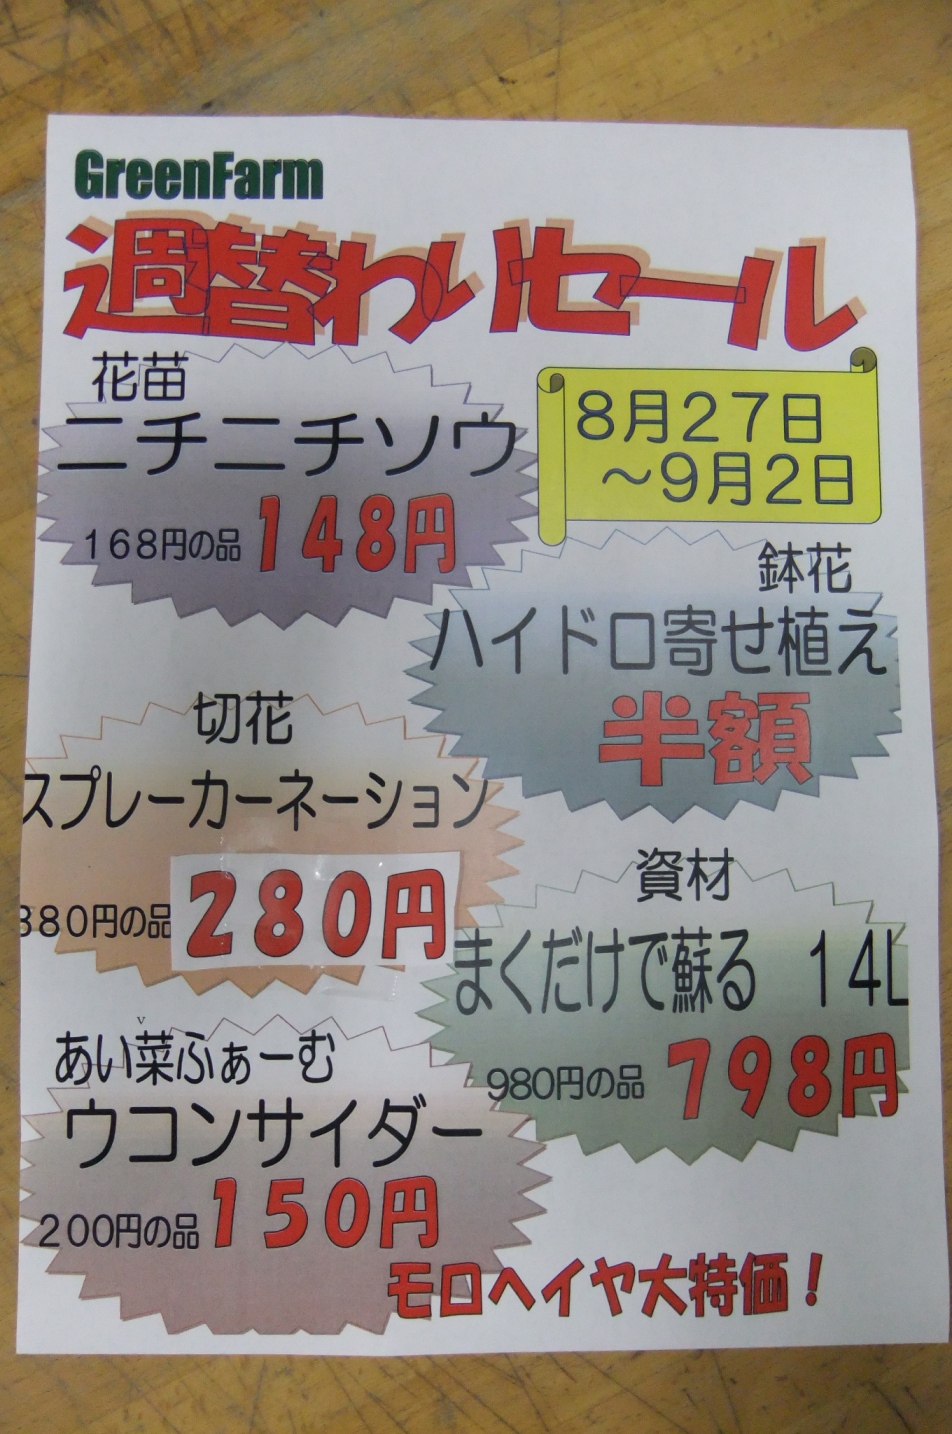 GreenFarm
週替わりセール
花苗
ニチニチソウ
168円の品 148円
8月27日
～9月2日
鉢花
ハイドロ寄せ植え
半額
切花
スプレーカーネーション
380円の品 280円
資材
まくだけで蘇る 14L
980円の品 798円
あい菜ふぁーむ
ウコンサイダー
200円の品 150円
モロヘイヤ大特価！